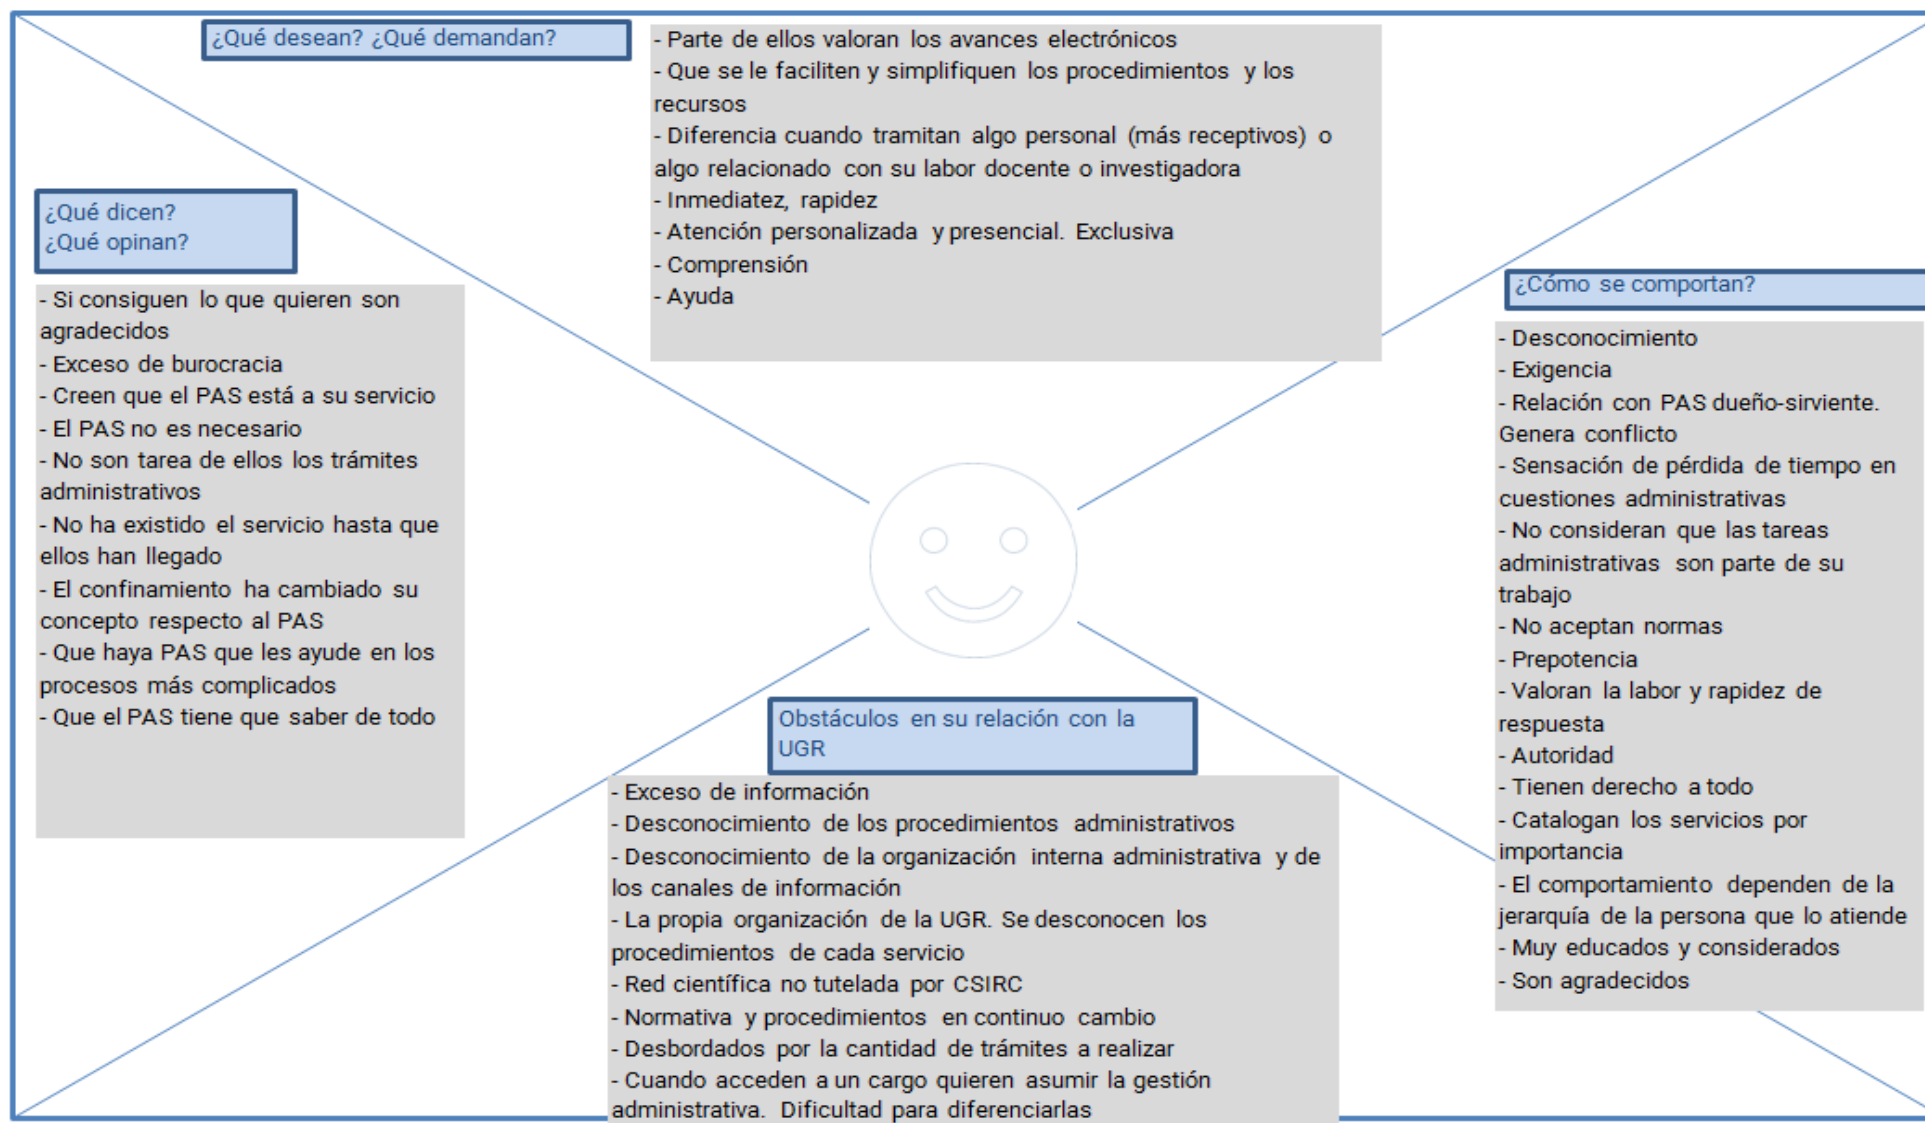 ¿Qué desean? ¿Qué demandan?
- Parte de ellos valoran los avances electrónicos
- Que se le faciliten y simplifiquen los procedimientos y los
recursos
- Diferencia cuando tramitan algo personal (más receptivos) o
algo relacionado con su labor docente o investigadora
- Inmediatez, rapidez
- Atención personalizada y presencial. Exclusiva
- Comprensión
- Ayuda
¿Qué dicen?
¿Qué opinan?
- Si consiguen lo que quieren son
agradecidos
- Exceso de burocracia
- Creen que el PAS está a su servicio
- El PAS no es necesario
- No son tarea de ellos los trámites
administrativos
- No ha existido el servicio hasta que
ellos han llegado
- El confinamiento ha cambiado su
concepto respecto al PAS
- Que haya PAS que les ayude en los
procesos más complicados
- Que el PAS tiene que saber de todo
¿Cómo se comportan?
- Desconocimiento
- Exigencia
- Relación con PAS dueño-sirviente.
Genera conflicto
- Sensación de pérdida de tiempo en
cuestiones administrativas
- No consideran que las tareas
administrativas son parte de su
trabajo
- No aceptan normas
- Prepotencia
- Valoran la labor y rapidez de
respuesta
- Autoridad
- Tienen derecho a todo
- Catalogan los servicios por
importancia
- El comportamiento dependen de la
jerarquía de la persona que lo atiende
- Muy educados y considerados
- Son agradecidos
Obstáculos en su relación con la
UGR
- Exceso de información
- Desconocimiento de los procedimientos administrativos
- Desconocimiento de la organización interna administrativa y de
los canales de información
- La propia organización de la UGR. Se desconocen los
procedimientos de cada servicio
- Red científica no tutelada por CSIRC
- Normativa y procedimientos en continuo cambio
- Desbordados por la cantidad de trámites a realizar
- Cuando acceden a un cargo quieren asumir la gestión
administrativa. Dificultad para diferenciarlas